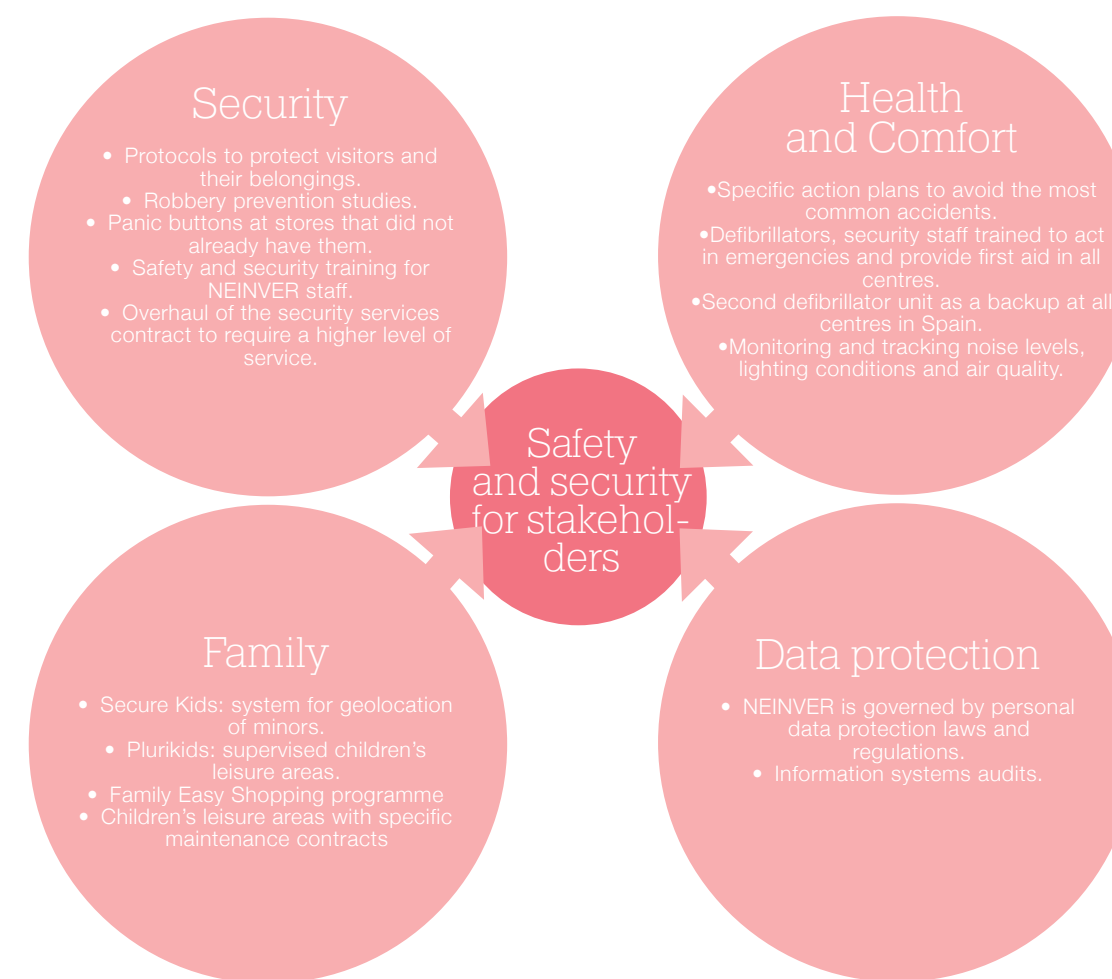 Security
• Protocols to protect visitors and
their belongings.
• Robbery prevention studies.
• Panic buttons at stores that did not
already have them.
• Safety and security training for
NEINVER staff.
• Overhaul of the security services
contract to require a higher level of
service.
Health
and Comfort
•Specific action plans to avoid the most
common accidents.
•Defibrillators, security staff trained to act
in emergencies and provide first aid in all
centres.
•Second defibrillator unit as a backup at all
centres in Spain.
•Monitoring and tracking noise levels,
lighting conditions and air quality.
Safety
and security
for stakehol-
ders
Family
• Secure Kids: system for geolocation
of minors.
• Plurikids: supervised children's
leisure areas.
• Family Easy Shopping programme
• Children's leisure areas with specific
maintenance contracts
Data protection
• NEINVER is governed by personal
data protection laws and
regulations.
• Information systems audits.